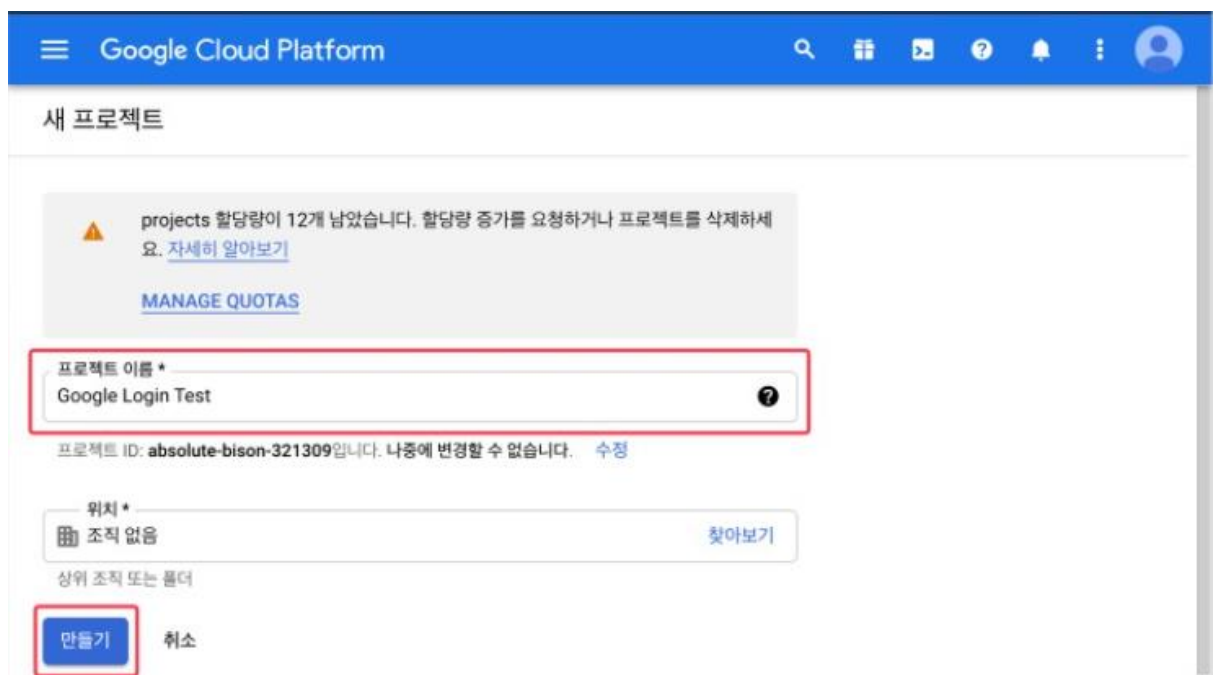 Google Cloud Platform
새 프로젝트
projects 할당량이 12개 남았습니다. 할당량 증가를 요청하거나 프로젝트를 삭제하세
요. 자세히 알아보기
MANAGE QUOTAS
프로젝트 이름 *
Google Login Test
프로젝트 ID: absolute-bison-321309입니다. 나중에 변경할 수 없습니다. 수정
위치 *
조직 없음 찾아보기
상위 조직 또는 폴더
만들기 취소